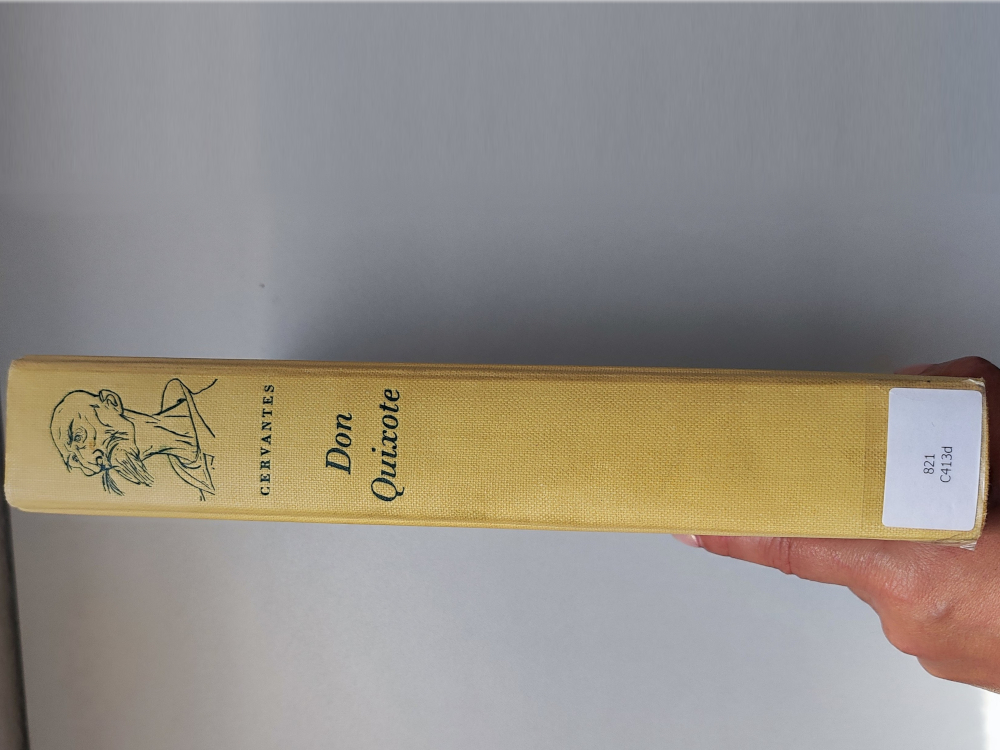 CERVANTES
Don
Quixote
821
C413d